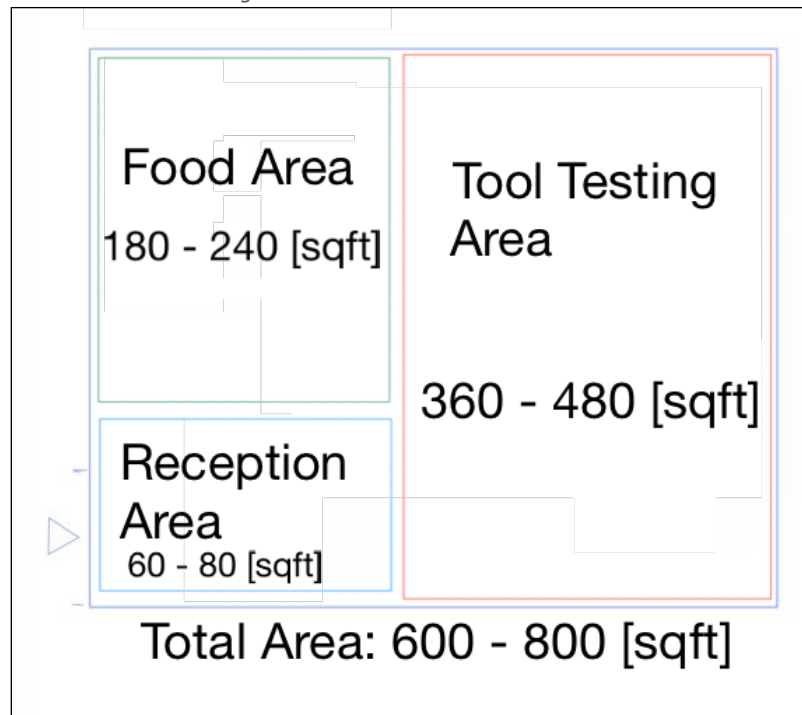 Food Area
180 - 240 [sqft]
Tool Testing
Area
360 - 480 [sqft]
Reception
Area
60 - 80 [sqft]
Total Area: 600 - 800 [sqft]